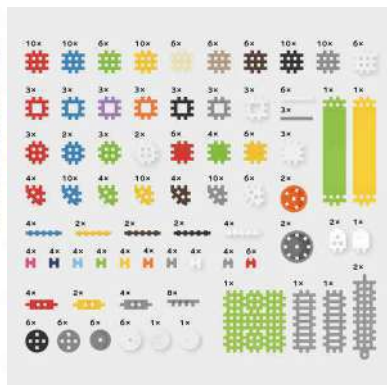 10× 10× 6× 10× 6× 6× 6× 10× 10× 6×
3× 3× 3× 3× 3× 3× 3× 6× 1× 1×
3×
3× 2× 3× 2× 6× 4× 6× 3×
4× 10× 4× 10× 4× 10× 6× 2×
4× 2× 2× 2× 4× 2× 2× 1×
4× 4× 4× 4× 4× 4× 4× 4× 4× 6×
2×
4× 2× 4× 8× 1× 1× 1×
6× 6× 6× 6× 1× 1×